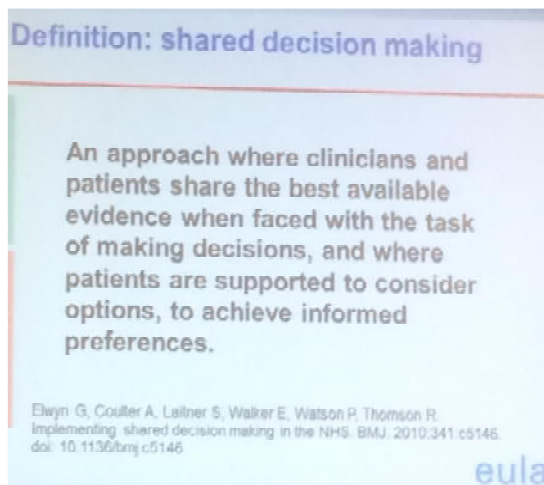 Definition: shared decision making
An approach where clinicians and
patients share the best available
evidence when faced with the task
of making decisions, and where
patients are supported to consider
options, to achieve informed
preferences.
Elwyn G, Coulter A, Laitner S, Walker E, Watson P, Thomson R.
Implementing shared decision making in the NHS. BMJ. 2010;341:c5146.
doi: 10.1136/bmj.c5146
eula